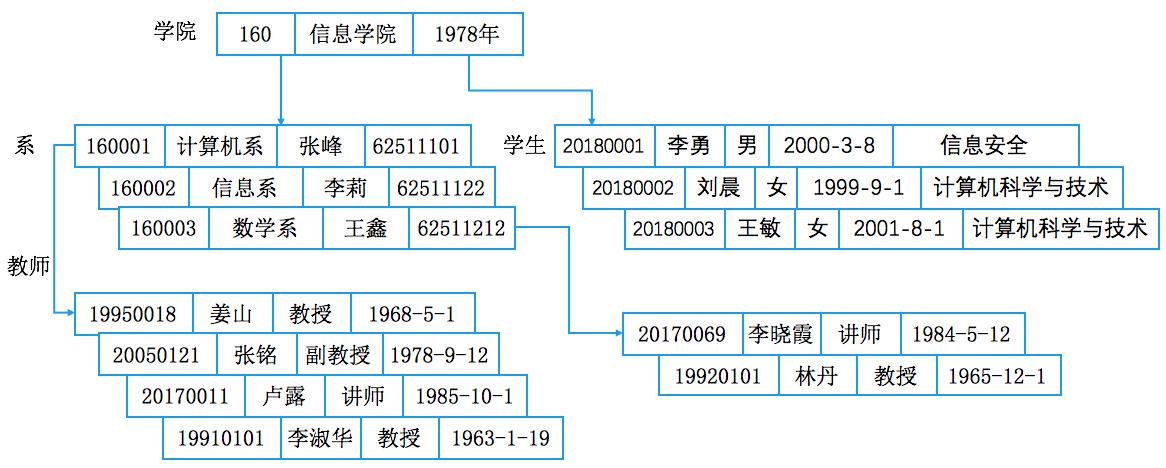 学院 160 信息学院 1978年
系 160001 计算机系 张峰 62511101
160002 信息系 李莉 62511122
160003 数学系 王鑫 62511212
学生 20180001 李勇 男 2000-3-8 信息安全
20180002 刘晨 女 1999-9-1 计算机科学与技术
20180003 王敏 女 2001-8-1 计算机科学与技术
教师
19950018 姜山 教授 1968-5-1
20050121 张铭 副教授 1978-9-12
20170011 卢露 讲师 1985-10-1
19910101 李淑华 教授 1963-1-19
20170069 李晓霞 讲师 1984-5-12
19920101 林丹 教授 1965-12-1